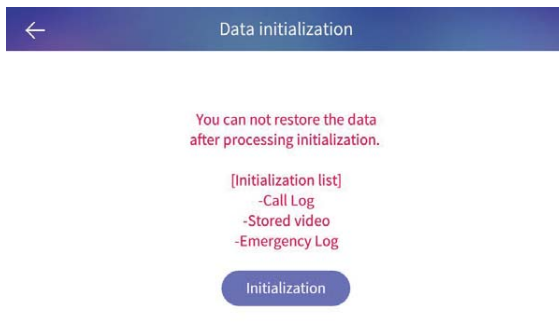 Data initialization
You can not restore the data
after processing initialization.
[Initialization list]
-Call Log
-Stored video
-Emergency Log
Initialization